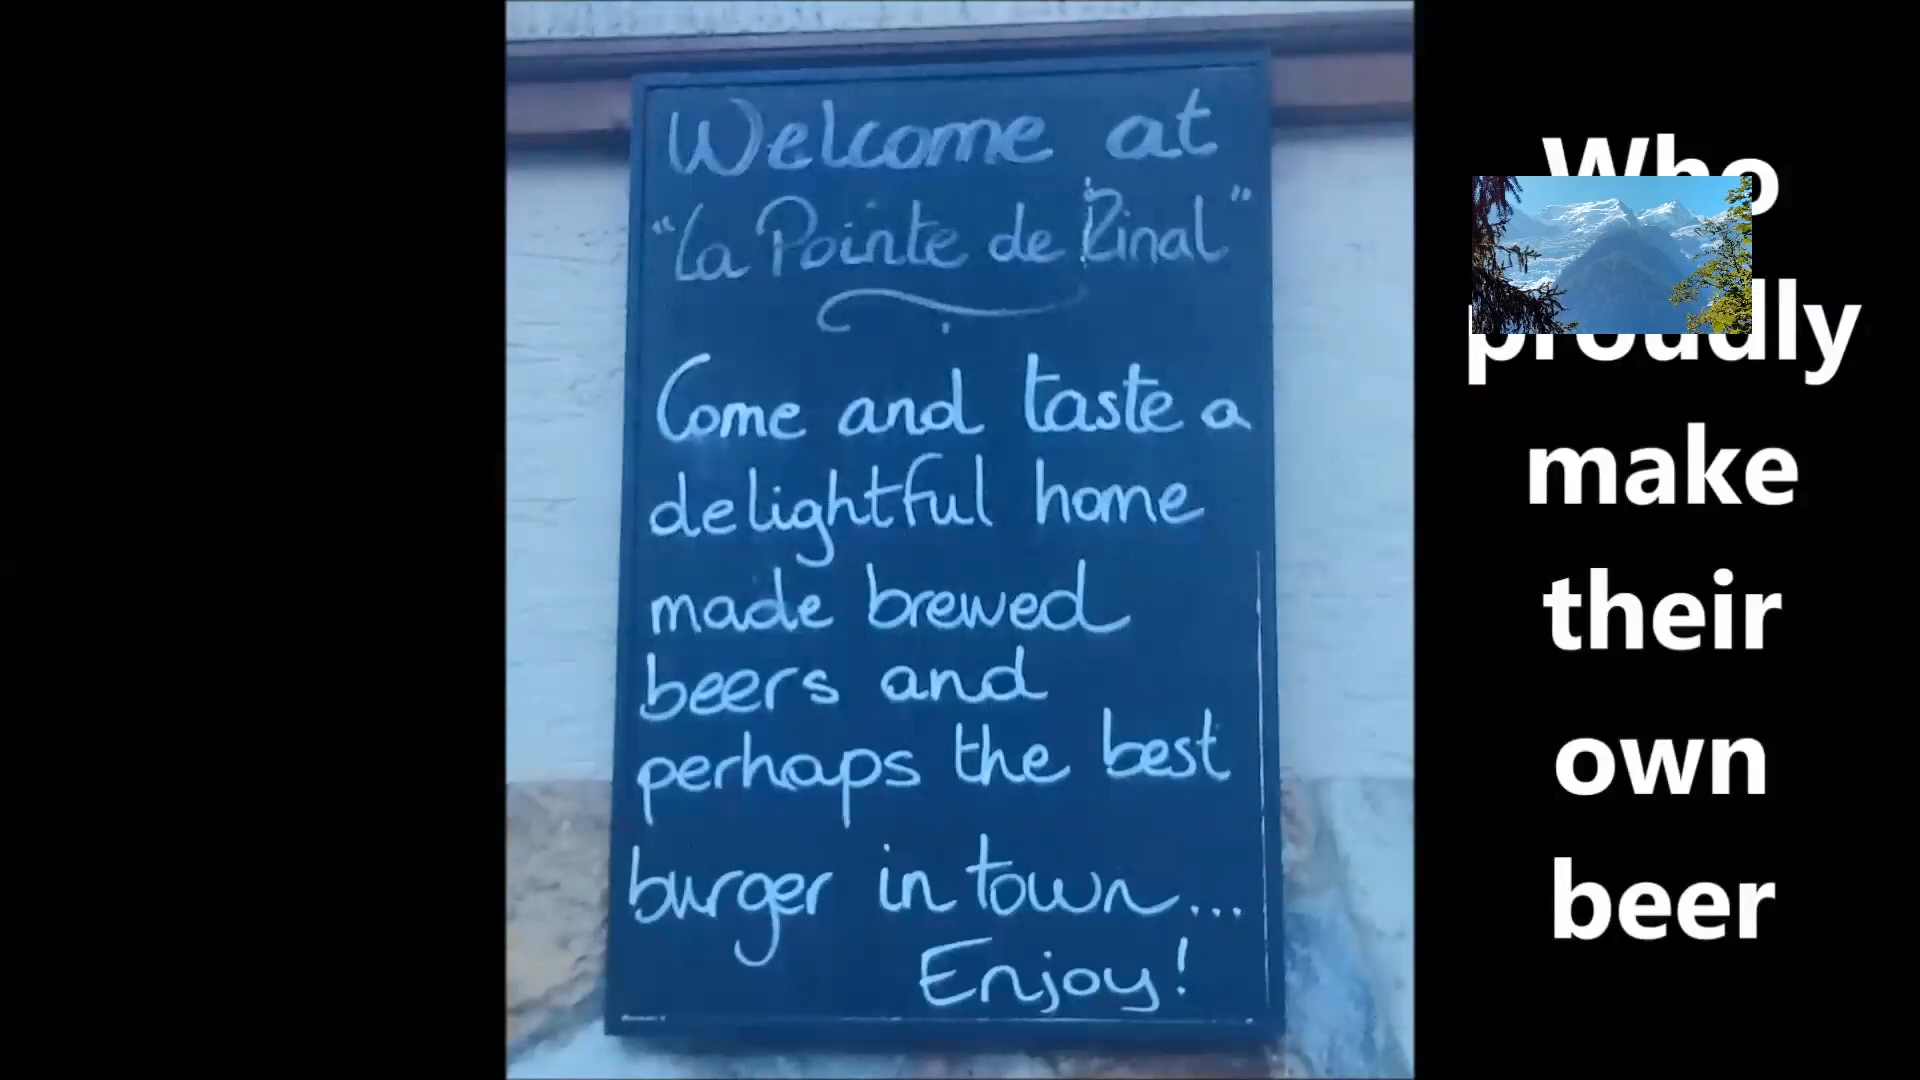 Welcome at
"La Pointe de Zinal"
Come and taste a
delightful home
made brewed
beers and
perhaps the best
burger in town...
Enjoy!
Who
proudly
make
their
own
beer